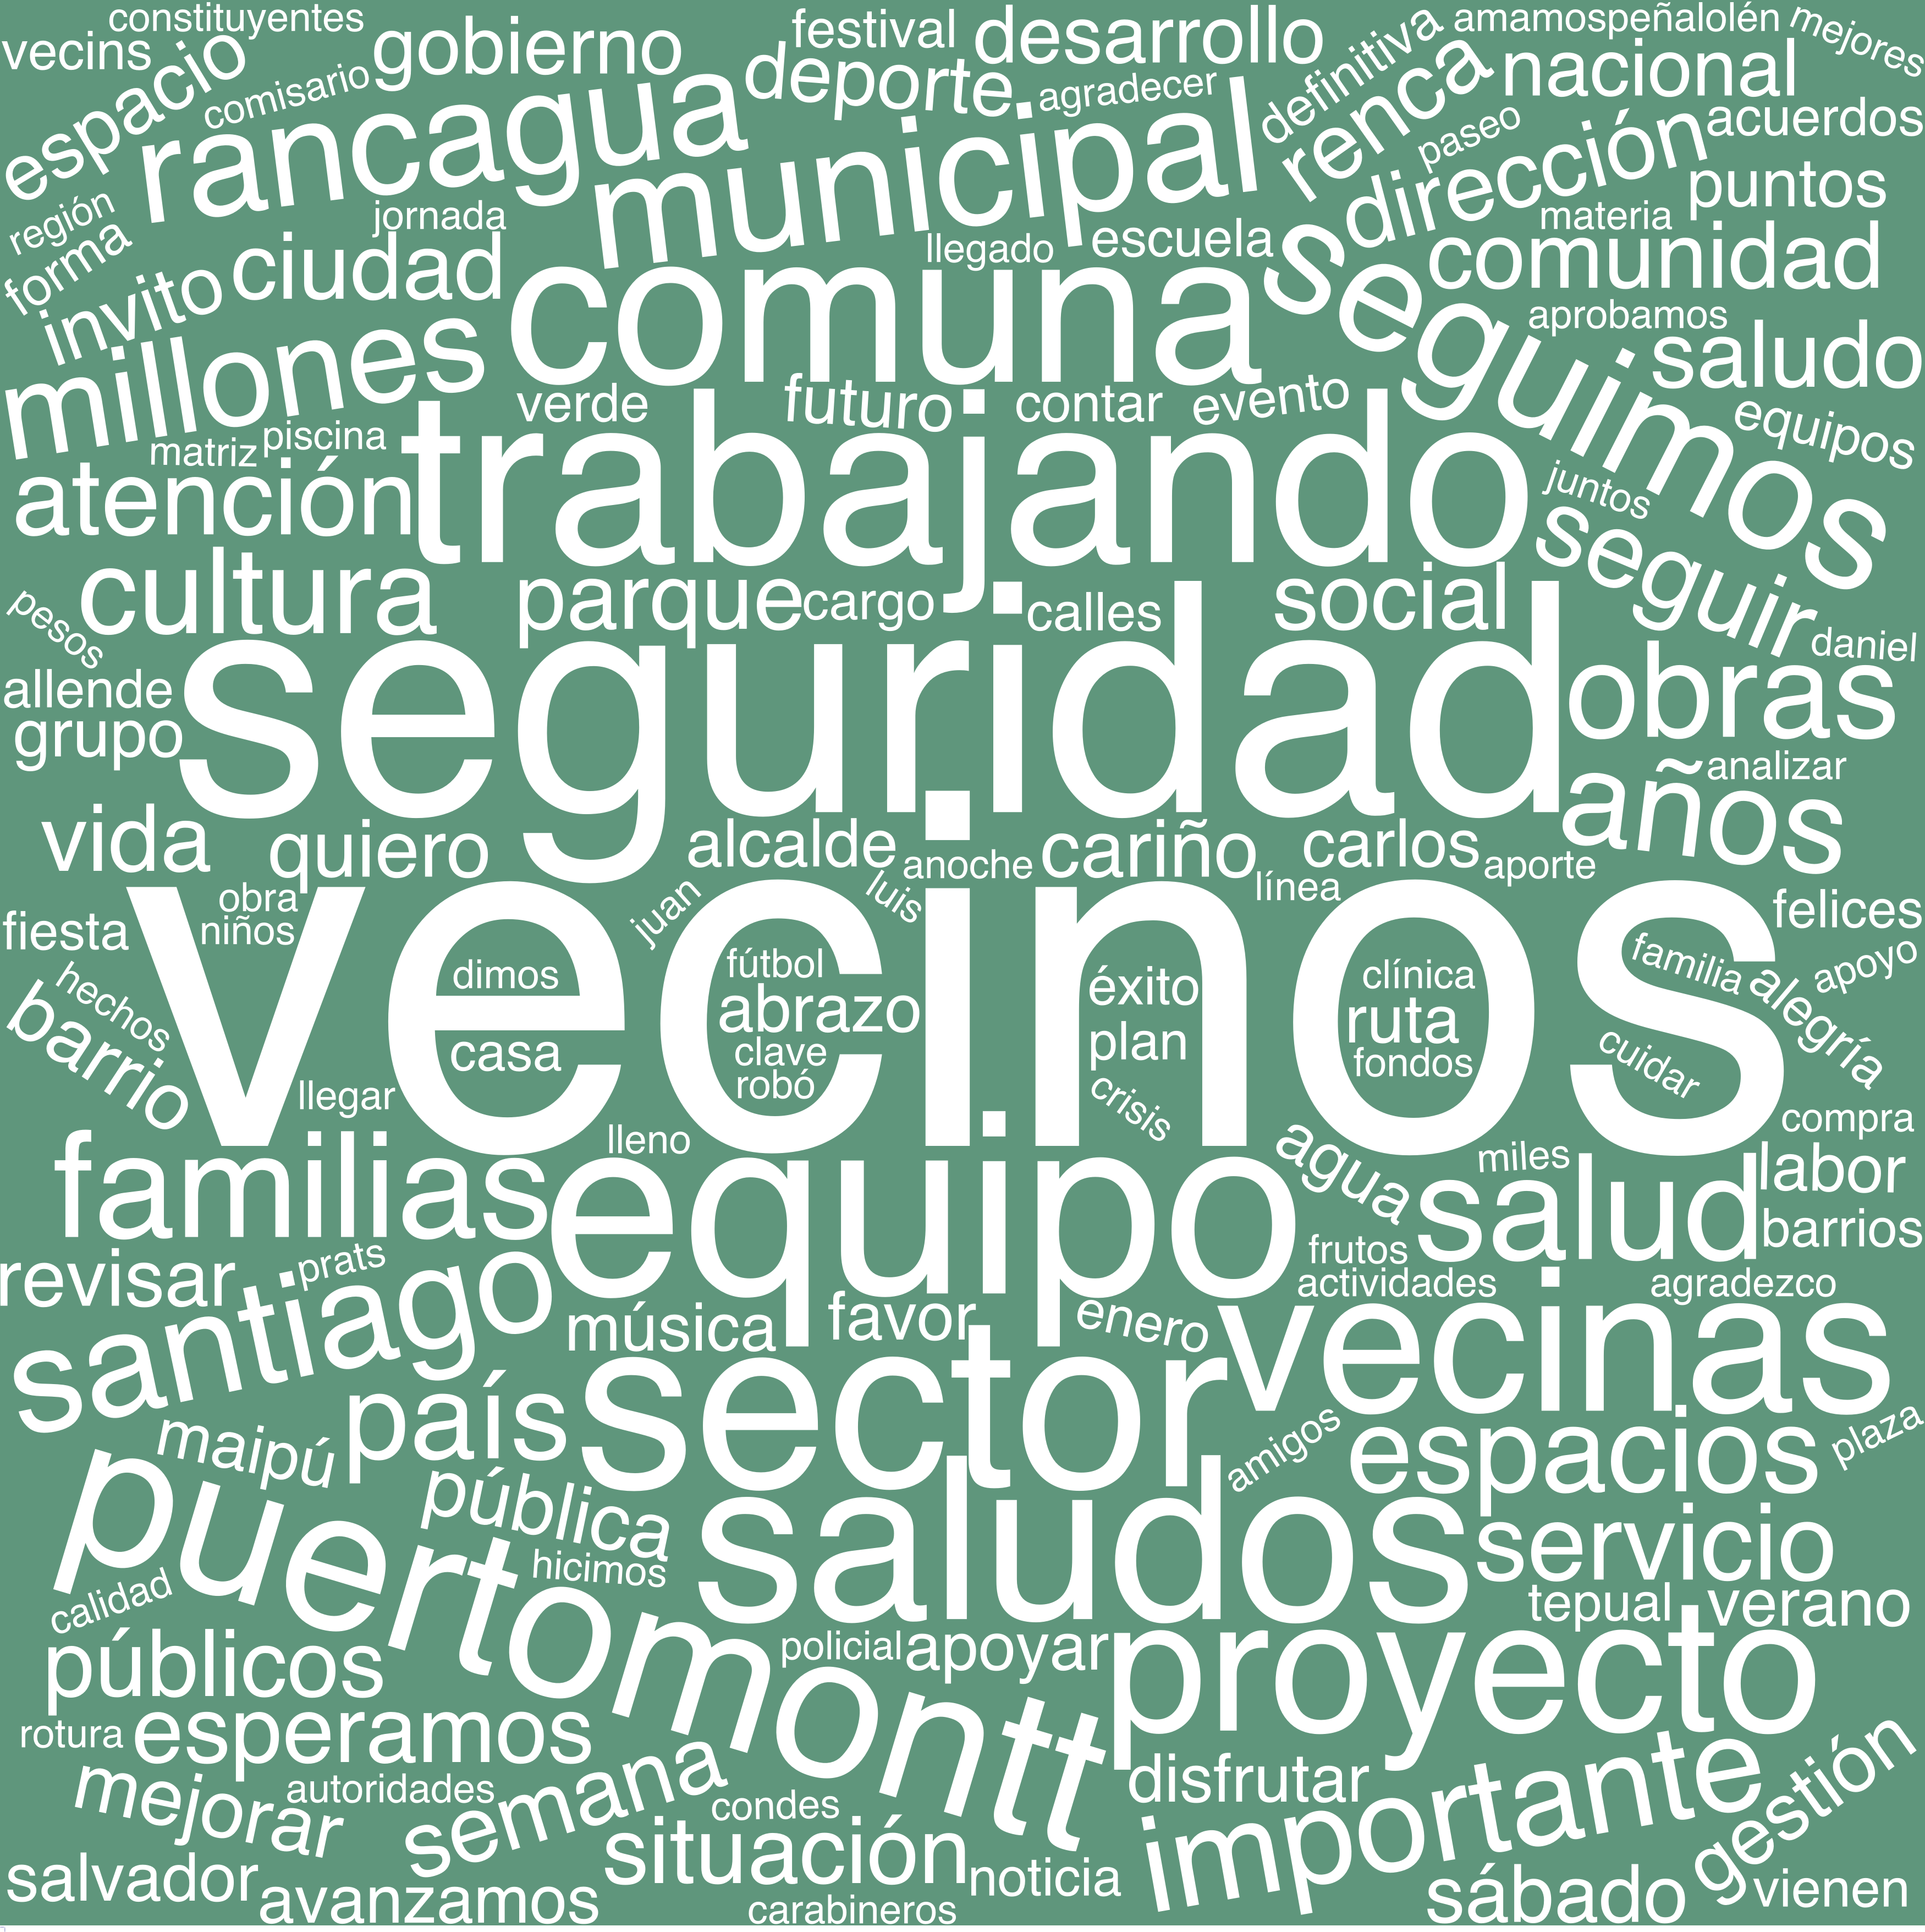 constituyentes
vecins
gobierno
festival
desarrollo
definitiva
amamospeñalolén
mejores
espacio
comisario
rancagua
deporte
agradecer
municipal
renca
nacional
paseo
acuerdos
dirección
puntos
región
forma
jornada
invito
ciudad
llegado
escuela
materia
comunidad
seguimos
comuna
millones
aprobamos
saludo
verde
futuro
contar
evento
equipos
matriz
piscina
atención
trabajando
juntos
seguir
cultura
parque
cargo
calles
social
daniel
pesos
allende
grupo
seguridad
obras
analizar
años
vida
quiero
alcalde
anoche
cariño
carlos
aporte
línea
obra
niños
fiesta
juan
luis
felices
vecinos
hechos
barrio
dimos
casa
llegar
fútbol
abrazo
clave
robó
éxito
plan
crisis
clínica
ruta
fondos
familia
alegría
apoyo
cuidar
compra
lleno
familias
equipo
agua
miles
salud
labor
barrios
frutos
revisar
prats
santiago
actividades
agradezco
música
favor
enero
vecinas
país
sector
maipú
pública
amigos
espacios
plaza
puertomontt
hicimos
saludos
servicio
calidad
tepual
verano
públicos
policial
apoyar
proyecto
rotura
esperamos
mejorar
autoridades
semana
condes
disfrutar
importante
gestión
situación
noticia
salvador
avanzamos
carabineros
sábado
vienen